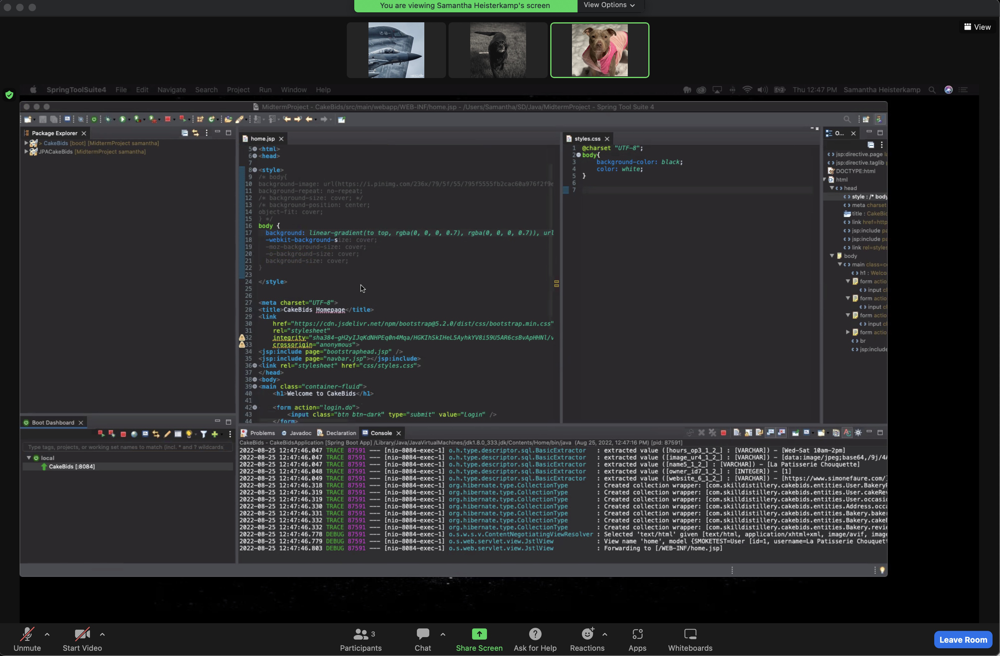 You are viewing Samantha Heisterkamp's screen
View Options
View
SpringToolSuite4 File Edit Navigate Search Project Run Window Help
Thu 12:47 PM Samantha Heisterkamp
MidtermProject - CakeBids/src/main/webapp/WEB-INF/home.jsp - /Users/Samantha/SD/Java/MidtermProject - Spring Tool Suite 4
Package Explorer
> CakeBids [boot] [MidtermProject samantha]
JPACakeBids [MidtermProject samantha]
home.jsp
5 <html>
6 <head>
7
8 <style>
9 /* body{
10 background-image: url(https://i.pinimg.com/236x/79/5f/55/795f5555fb2cac60a976f2f9e
11 background-repeat: no-repeat;
12 /* background-size: cover; */
13 /* background-position: center;
14 object-fit: cover;
15 } */
16 body {
17 background: linear-gradient(to top, rgba(0, 0, 0, 0.7), rgba(0, 0, 0, 0.7)), url
18 -webkit-background-size: cover;
19 -moz-background-size: cover;
20 -o-background-size: cover;
21 background-size: cover;
22 }
23
24 </style>
25
26
27 <meta charset="UTF-8">
28 <title>CakeBids Homepage</title>
29 <link
30 href="https://cdn.jsdelivr.net/npm/bootstrap@5.2.0/dist/css/bootstrap.min.css"
31 rel="stylesheet"
32 integrity="sha384-gH2yIJqKdNHPEq0n4Mqa/HGKIhSkIHeL5AyhkYV8i59U5AR6csBvApHHNl/v
33 crossorigin="anonymous">
34 <jsp:include page="bootstraphead.jsp" />
35 <jsp:include page="navbar.jsp"></jsp:include>
36 <link rel="stylesheet" href="css/styles.css">
37 </head>
38 <body>
39 <main class="container-fluid">
40 <h1>Welcome to CakeBids</h1>
41
42 <form action="login.do">
43 <input class="btn btn-dark" type="submit" value="Login" />
44 </form>
styles.css
1 @charset "UTF-8";
2 body{
3 background-color: black;
4 color: white;
5 }
6
7
O...
jsp:directive.page la
jsp:directive.taglib
DOCTYPE:html
html
head
style : /* body
meta charset
title : CakeBid
link href=http
jsp:include pa
jsp:include pa
link rel=styles
body
main class=c
h1 : Welco
form actio
input cl
form actio
input cl
form actio
input cl
form actio
br
jsp:include
Boot Dashboard
Type tags, projects, or working set names to match (incl. * and ? wildcards)
local
CakeBids [:8084]
Problems Javadoc Declaration Console
CakeBids - CakeBidsApplication [Spring Boot App] /Library/Java/JavaVirtualMachines/jdk1.8.0_333.jdk/Contents/Home/bin/java (Aug 25, 2022, 12:47:16 PM) [pid: 87591]
2022-08-25 12:47:46.047 TRACE 87591 --- [nio-8084-exec-1] o.h.type.descriptor.sql.BasicExtractor : extracted value ([hours_op3_1_2_] : [VARCHAR]) - [Wed-Sat 10am-2pm]
2022-08-25 12:47:46.047 TRACE 87591 --- [nio-8084-exec-1] o.h.type.descriptor.sql.BasicExtractor : extracted value ([image_ur4_1_2_] : [VARCHAR]) - [data:image/jpeg;base64,/9j/4A
2022-08-25 12:47:46.047 TRACE 87591 --- [nio-8084-exec-1] o.h.type.descriptor.sql.BasicExtractor : extracted value ([name5_1_2_] : [VARCHAR]) - [La Patisserie Chouquette]
2022-08-25 12:47:46.048 TRACE 87591 --- [nio-8084-exec-1] o.h.type.descriptor.sql.BasicExtractor : extracted value ([owner_id7_1_2_] : [INTEGER]) - [1]
2022-08-25 12:47:46.049 TRACE 87591 --- [nio-8084-exec-1] o.h.type.descriptor.sql.BasicExtractor : extracted value ([website_6_1_2_] : [VARCHAR]) - [https://www.simonefaure.com/]
2022-08-25 12:47:46.318 TRACE 87591 --- [nio-8084-exec-1] org.hibernate.type.CollectionType : Created collection wrapper: [com.skilldistillery.cakebids.entities.User.BakeryF
2022-08-25 12:47:46.319 TRACE 87591 --- [nio-8084-exec-1] org.hibernate.type.CollectionType : Created collection wrapper: [com.skilldistillery.cakebids.entities.User.cakeRev
2022-08-25 12:47:46.319 TRACE 87591 --- [nio-8084-exec-1] org.hibernate.type.CollectionType : Created collection wrapper: [com.skilldistillery.cakebids.entities.User.occasio
2022-08-25 12:47:46.330 TRACE 87591 --- [nio-8084-exec-1] org.hibernate.type.CollectionType : Created collection wrapper: [com.skilldistillery.cakebids.entities.Address.occa
2022-08-25 12:47:46.331 TRACE 87591 --- [nio-8084-exec-1] org.hibernate.type.CollectionType : Created collection wrapper: [com.skilldistillery.cakebids.entities.Bakery.baker
2022-08-25 12:47:46.332 TRACE 87591 --- [nio-8084-exec-1] org.hibernate.type.CollectionType : Created collection wrapper: [com.skilldistillery.cakebids.entities.Bakery.cakeB
2022-08-25 12:47:46.332 TRACE 87591 --- [nio-8084-exec-1] org.hibernate.type.CollectionType : Created collection wrapper: [com.skilldistillery.cakebids.entities.Bakery.revie
2022-08-25 12:47:46.778 DEBUG 87591 --- [nio-8084-exec-1] o.s.w.s.v.ContentNegotiatingViewResolver : Selected 'text/html' given [text/html, application/xhtml+xml, image/avif, image
2022-08-25 12:47:46.779 DEBUG 87591 --- [nio-8084-exec-1] o.s.web.servlet.view.JstlView : View name 'home', model {SMOKETEST=User [id=1, username=La Patisserie Chouquett
2022-08-25 12:47:46.803 DEBUG 87591 --- [nio-8084-exec-1] o.s.web.servlet.view.JstlView : Forwarding to [/WEB-INF/home.jsp]
Unmute
Start Video
3
Participants
Chat
Share Screen
Ask for Help
Reactions
Apps
Whiteboards
Leave Room